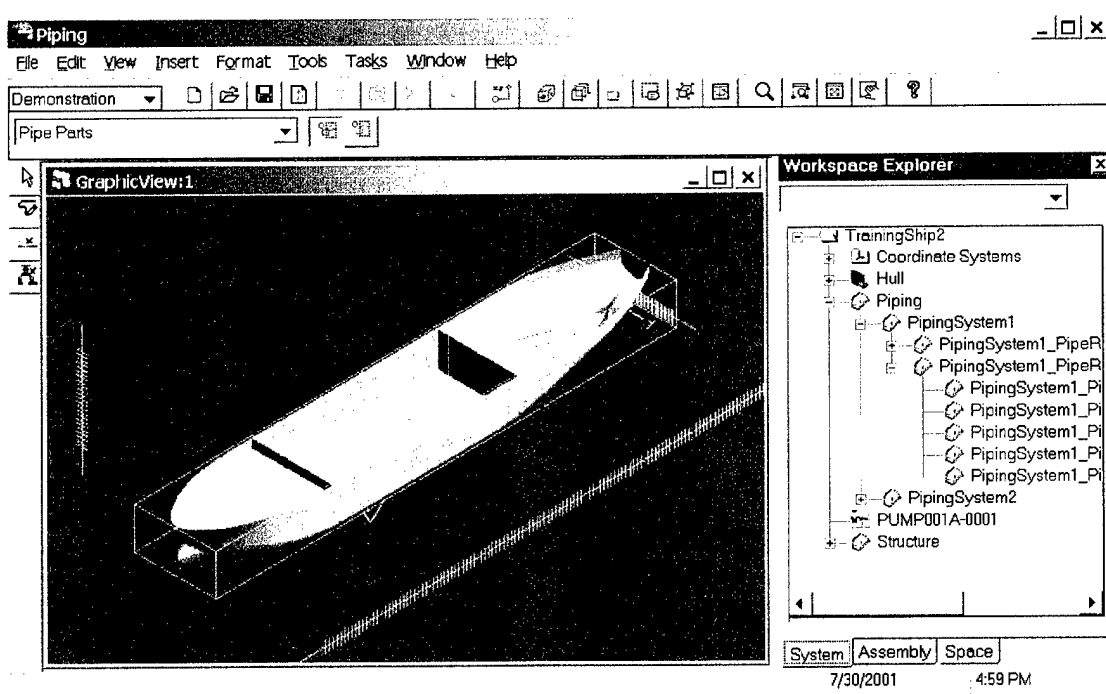 Piping
File Edit View Insert Format Tools Tasks Window Help
Demonstration
Pipe Parts
GraphicView:1
Workspace Explorer
TrainingShip2
Coordinate Systems
Hull
Piping
PipingSystem1
PipingSystem1_PipeR
PipingSystem1_PipeR
PipingSystem1_Pi
PipingSystem1_Pi
PipingSystem1_Pi
PipingSystem1_Pi
PipingSystem1_Pi
PipingSystem2
PUMP001A-0001
Structure
System Assembly Space
7/30/2001 4:59 PM